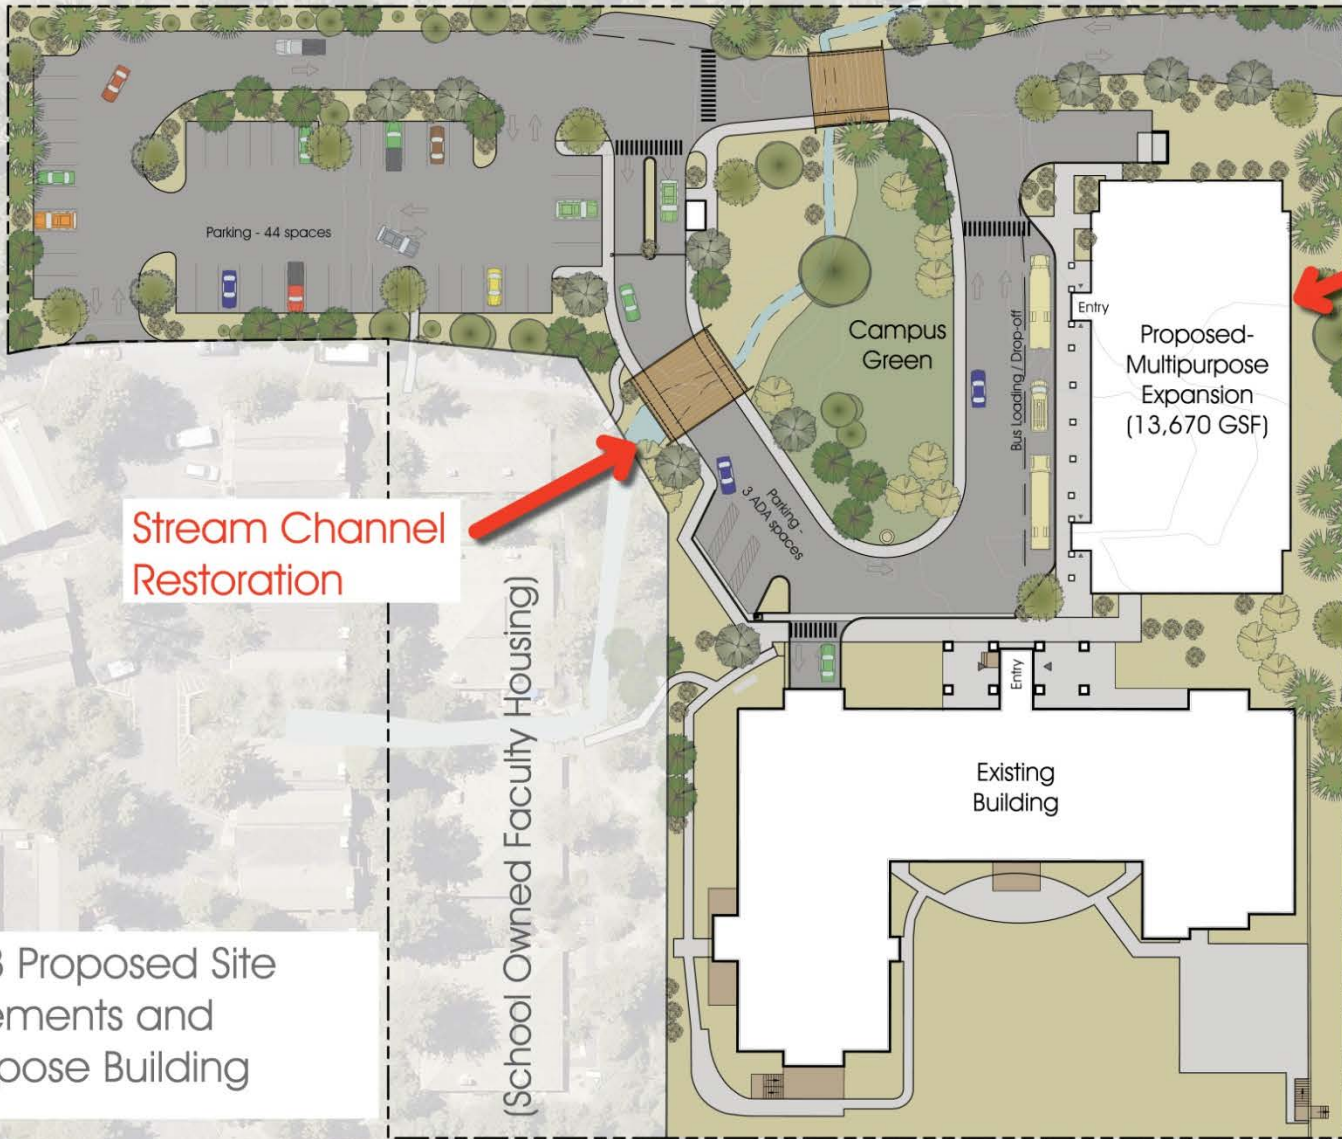 Parking - 44 spaces
Campus
Green
Bus Loading / Drop-off
Entry
Proposed-
Multipurpose
Expansion
(13,670 GSF)
Stream Channel
Restoration
Parking -
3 ADA spaces
(School Owned Faculty Housing)
Entry
Existing
Building
3 Proposed Site
ements and
pose Building